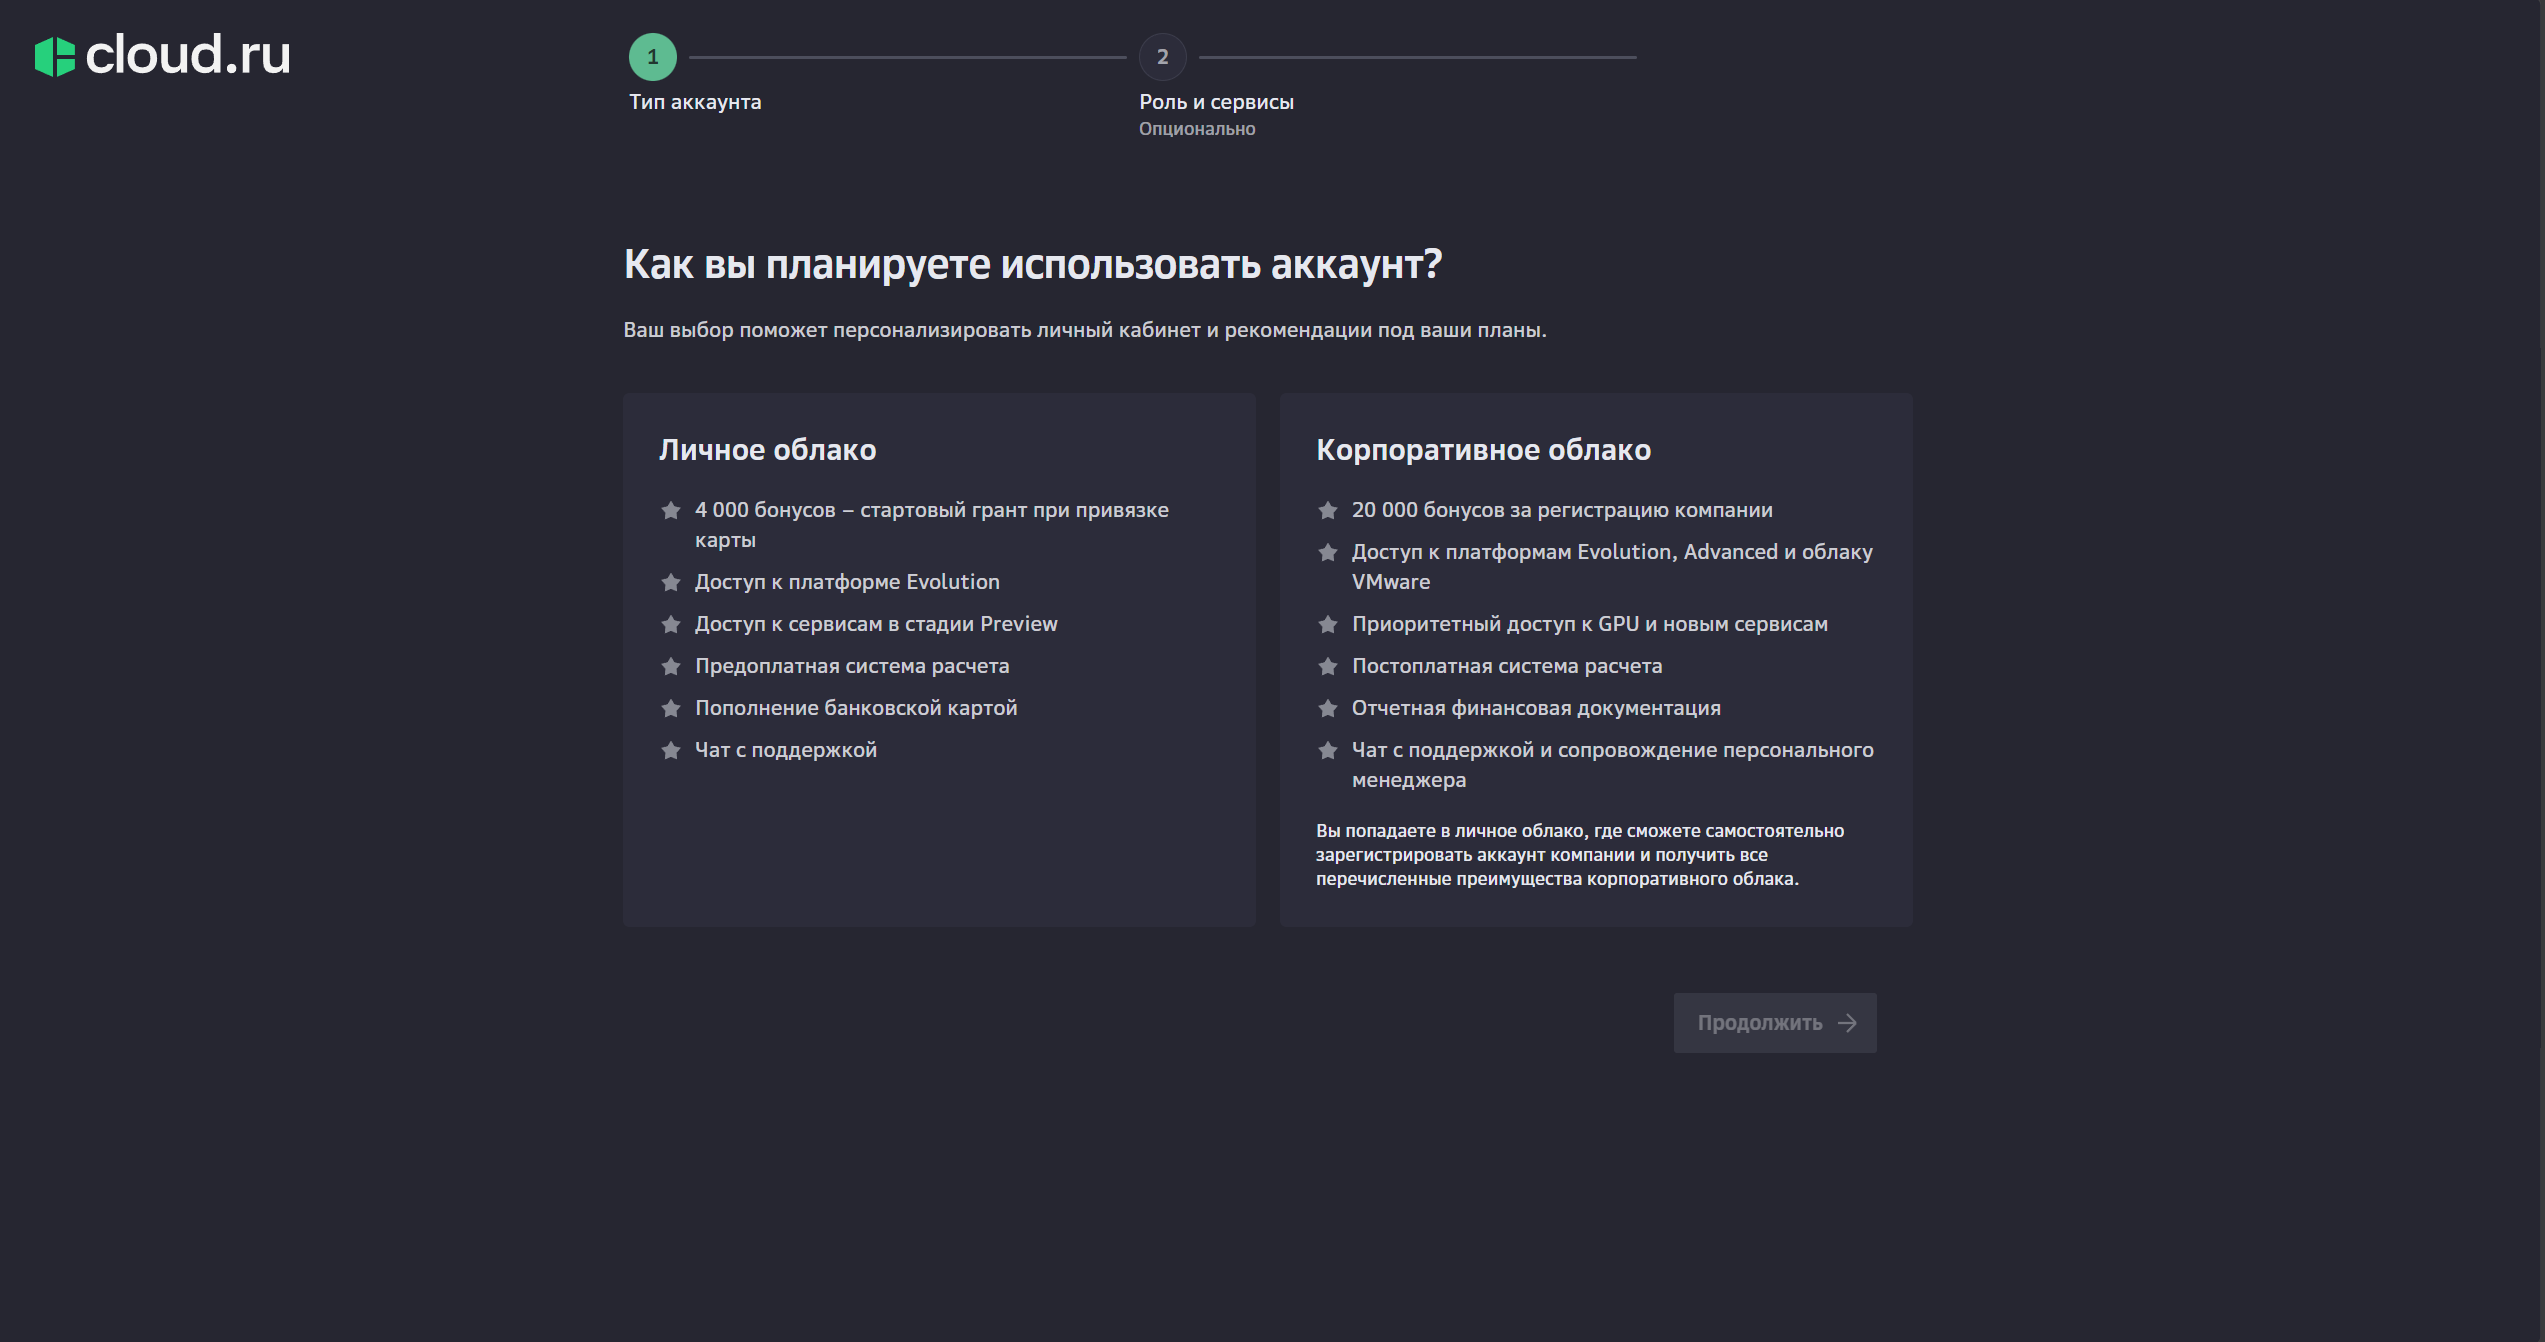 cloud.ru
1
Тип аккаунта
2
Роль и сервисы
Опционально
Как вы планируете использовать аккаунт?
Ваш выбор поможет персонализировать личный кабинет и рекомендации под ваши планы.
Личное облако
4 000 бонусов – стартовый грант при привязке
карты
Доступ к платформе Evolution
Доступ к сервисам в стадии Preview
Предоплатная система расчета
Пополнение банковской картой
Чат с поддержкой
Корпоративное облако
20 000 бонусов за регистрацию компании
Доступ к платформам Evolution, Advanced и облаку
VMware
Приоритетный доступ к GPU и новым сервисам
Постоплатная система расчета
Отчетная финансовая документация
Чат с поддержкой и сопровождение персонального
менеджера
Вы попадаете в личное облако, где сможете самостоятельно
зарегистрировать аккаунт компании и получить все
перечисленные преимущества корпоративного облака.
Продолжить